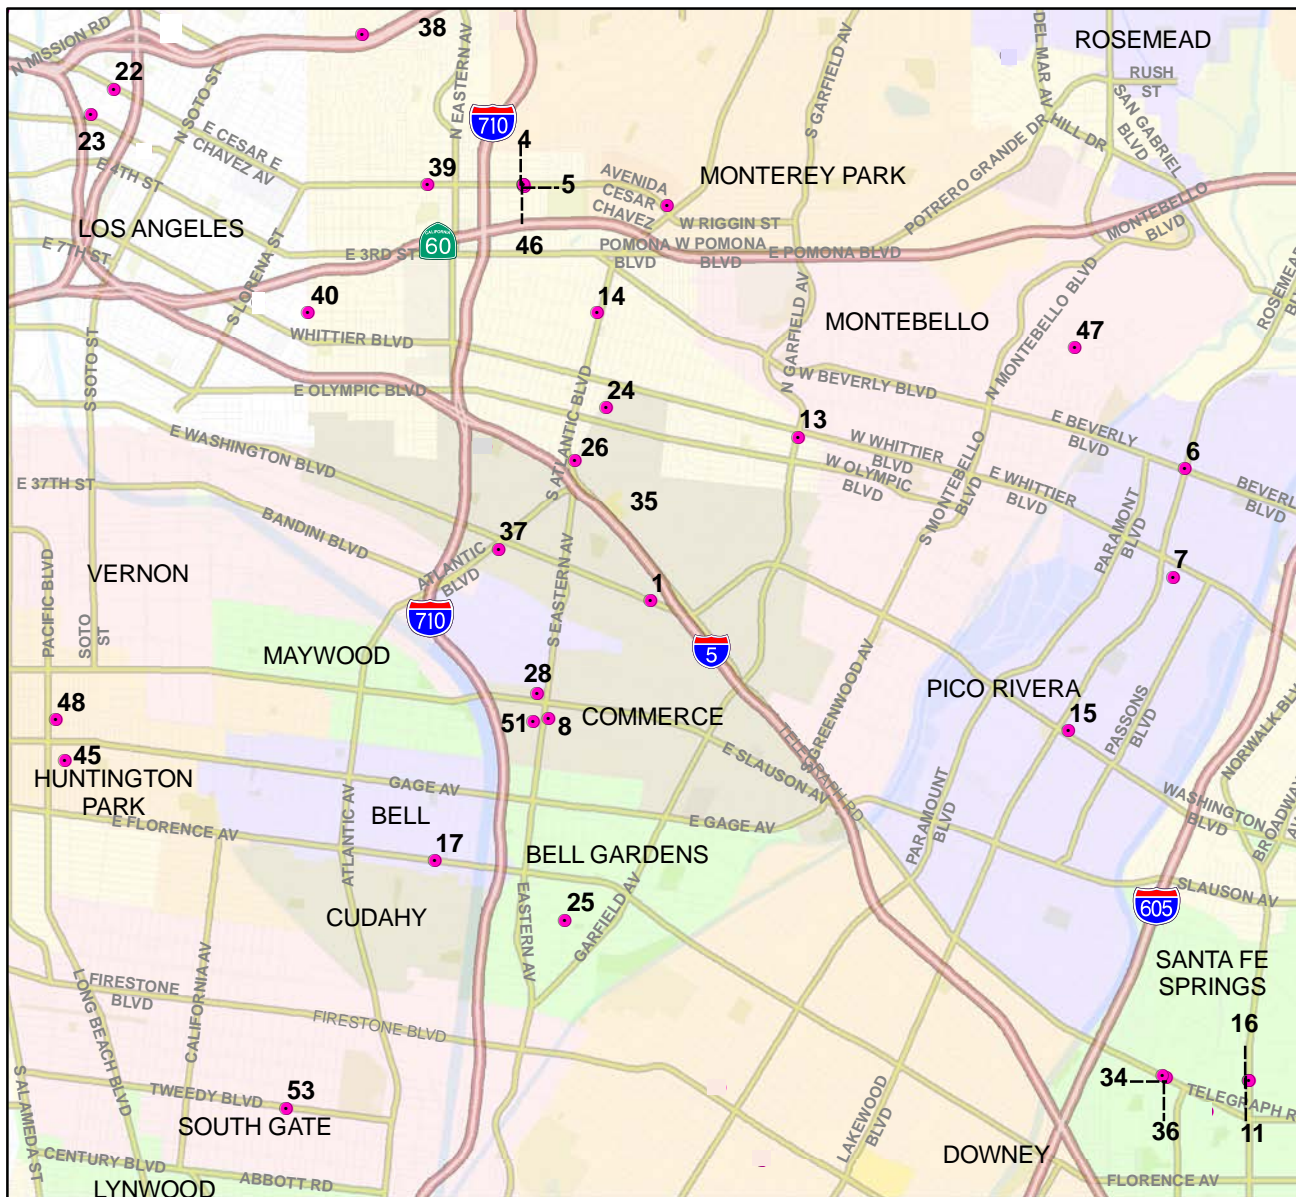 N MISSION RD
38
N EASTERN AV
S GARFIELD AV
DEL MAR AV
ROSEMEAD
RUSH
ST
22
N SOTO ST
710
SAN GABRIEL
BLVD
23
E CESAR E
CHAVEZ AV
4
HILL DR
E 4TH ST
39
5
AVENIDA
CESAR
CHAVEZ
MONTEREY PARK
POTRERO GRANDE DR
LOS ANGELES
W RIGGIN ST
MONTEBELLO
BLVD
E 7TH ST
CALIFORNIA
60
E 3RD ST
46
POMONA
BLVD
W POMONA
BLVD
E POMONA BLVD
S LORENA ST
40
14
N GARFIELD AV
MONTEBELLO
N MONTEBELLO BLVD
ROSEMEAD
47
WHITTIER BLVD
S SOTO ST
E OLYMPIC BLVD
S ATLANTIC BLVD
24
W BEVERLY BLVD
13
E BEVERLY
BLVD
E WASHINGTON BLVD
26
W WHITTIER
BLVD
6
W OLYMPIC
BLVD
E WHITTIER
BLVD
S MONTEBELLO
BLVD
E 37TH ST
BEVERLY
BLVD
35
BANDINI BLVD
37
PARAMONT
BLVD
ATLANTIC
BLVD
S EASTERN AV
VERNON
PACIFIC BLVD
1
7
710
SOTO
ST
5
MAYWOOD
S GREENWOOD AV
28
PICO RIVERA
48
51
8
COMMERCE
15
PASSONS
BLVD
NORWALK BLV
45
HUNTINGTON
PARK
E SLAUSON AV
TELEGRAPH RD
GAGE AV
ATLANTIC AV
PARAMOUNT
BLVD
WASHINGTON
BLVD
BROADWAY
AV
E FLORENCE AV
BELL
E GAGE AV
17
BELL GARDENS
SLAUSON AV
605
EASTERN AV
25
GARFIELD AV
CUDAHY
SANTA FE
SPRINGS
FIRESTONE
BLVD
CALIFORNIA AV
LONG BEACH BLVD
FIRESTONE BLVD
16
S ALAMEDA ST
TWEEDY BLVD
53
34
TELEGRAPH R
SOUTH GATE
LAKEWOOD
BLVD
36
11
DOWNEY
CENTURY BLVD
ABBOTT RD
FLORENCE AV
LYNWOOD